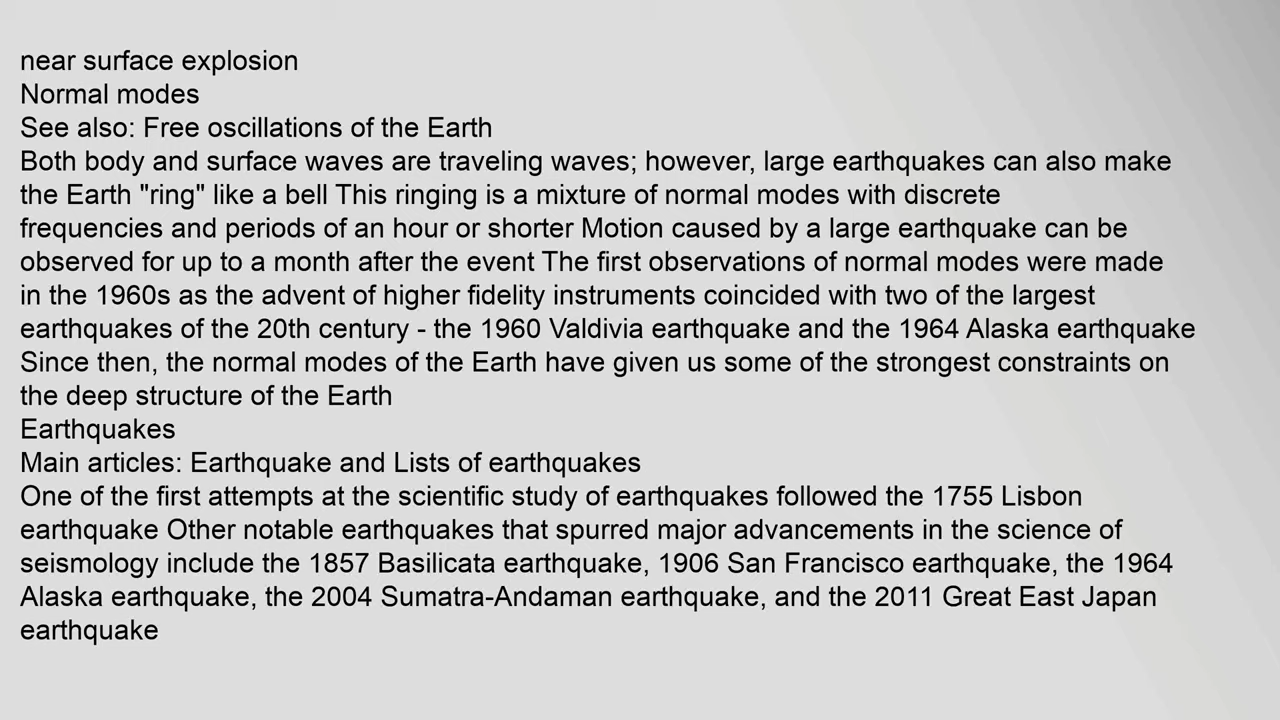 near surface explosion
Normal modes
See also: Free oscillations of the Earth
Both body and surface waves are traveling waves; however, large earthquakes can also make
the Earth "ring" like a bell This ringing is a mixture of normal modes with discrete
frequencies and periods of an hour or shorter Motion caused by a large earthquake can be
observed for up to a month after the event The first observations of normal modes were made
in the 1960s as the advent of higher fidelity instruments coincided with two of the largest
earthquakes of the 20th century - the 1960 Valdivia earthquake and the 1964 Alaska earthquake
Since then, the normal modes of the Earth have given us some of the strongest constraints on
the deep structure of the Earth
Earthquakes
Main articles: Earthquake and Lists of earthquakes
One of the first attempts at the scientific study of earthquakes followed the 1755 Lisbon
earthquake Other notable earthquakes that spurred major advancements in the science of
seismology include the 1857 Basilicata earthquake, 1906 San Francisco earthquake, the 1964
Alaska earthquake, the 2004 Sumatra-Andaman earthquake, and the 2011 Great East Japan
earthquake